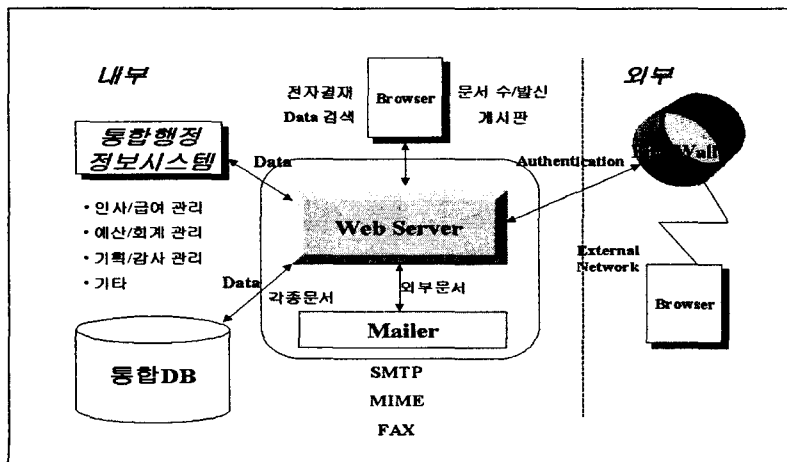 내부
외부
전자결재
Data 검색
Browser
문서 수/발신
게시판
통합행정
정보시스템
Data
Authentication
• 인사/급여 관리
• 예산/회계 관리
• 기획/감사 관리
• 기타
Web Server
External
Network
Browser
Data
각종문서
외부문서
Mailer
통합DB
SMTP
MIME
FAX